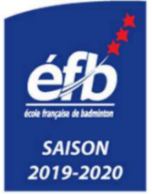 éfb
école française de badminton
SAISON
2019-2020